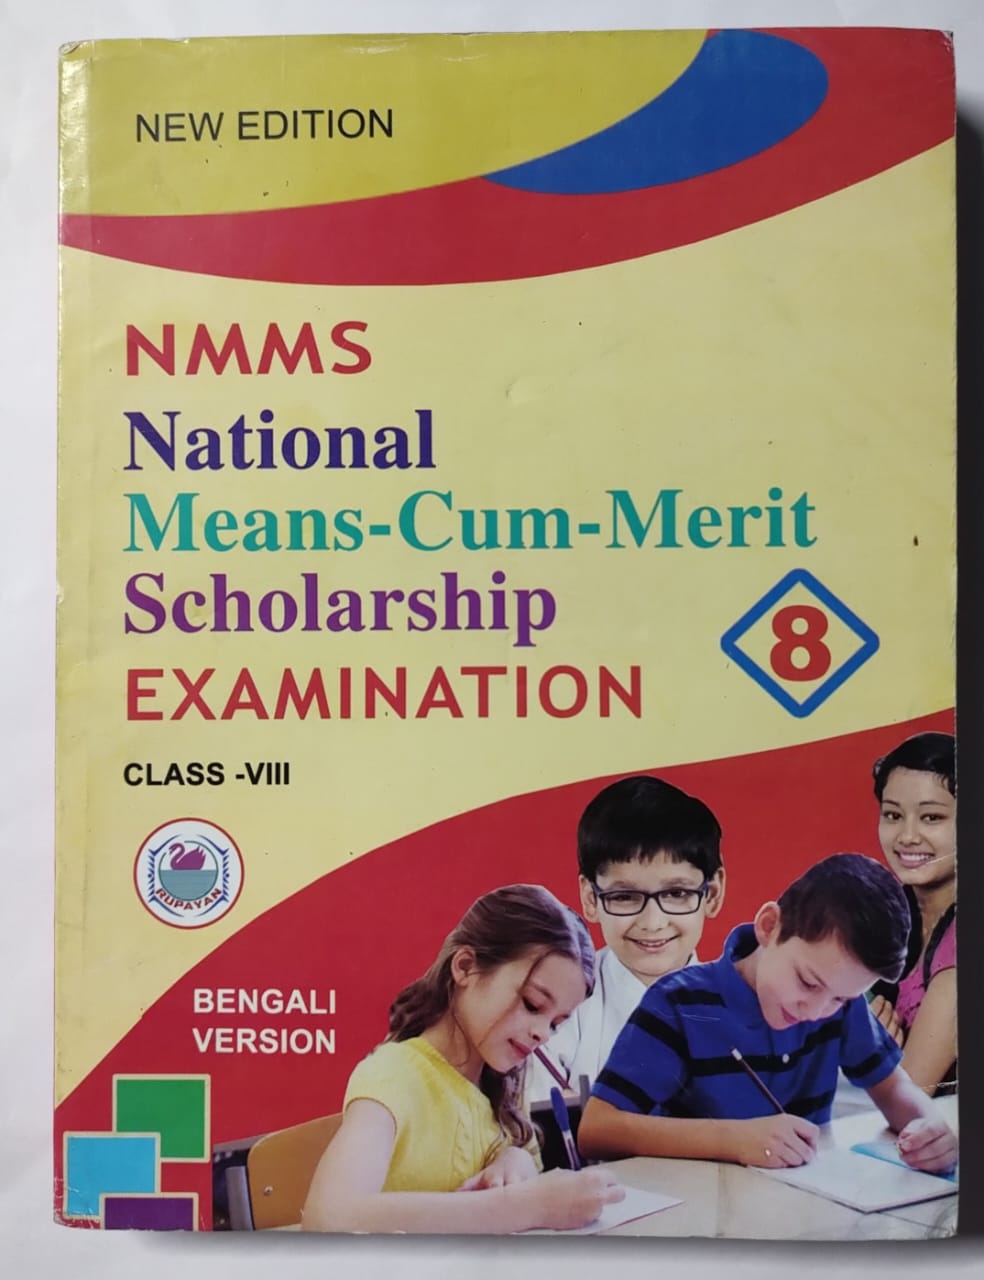 NEW EDITION
NMMS
National
Means-Cum-Merit
Scholarship
EXAMINATION
8
CLASS -VIII
RUPAYAN
BENGALI
VERSION